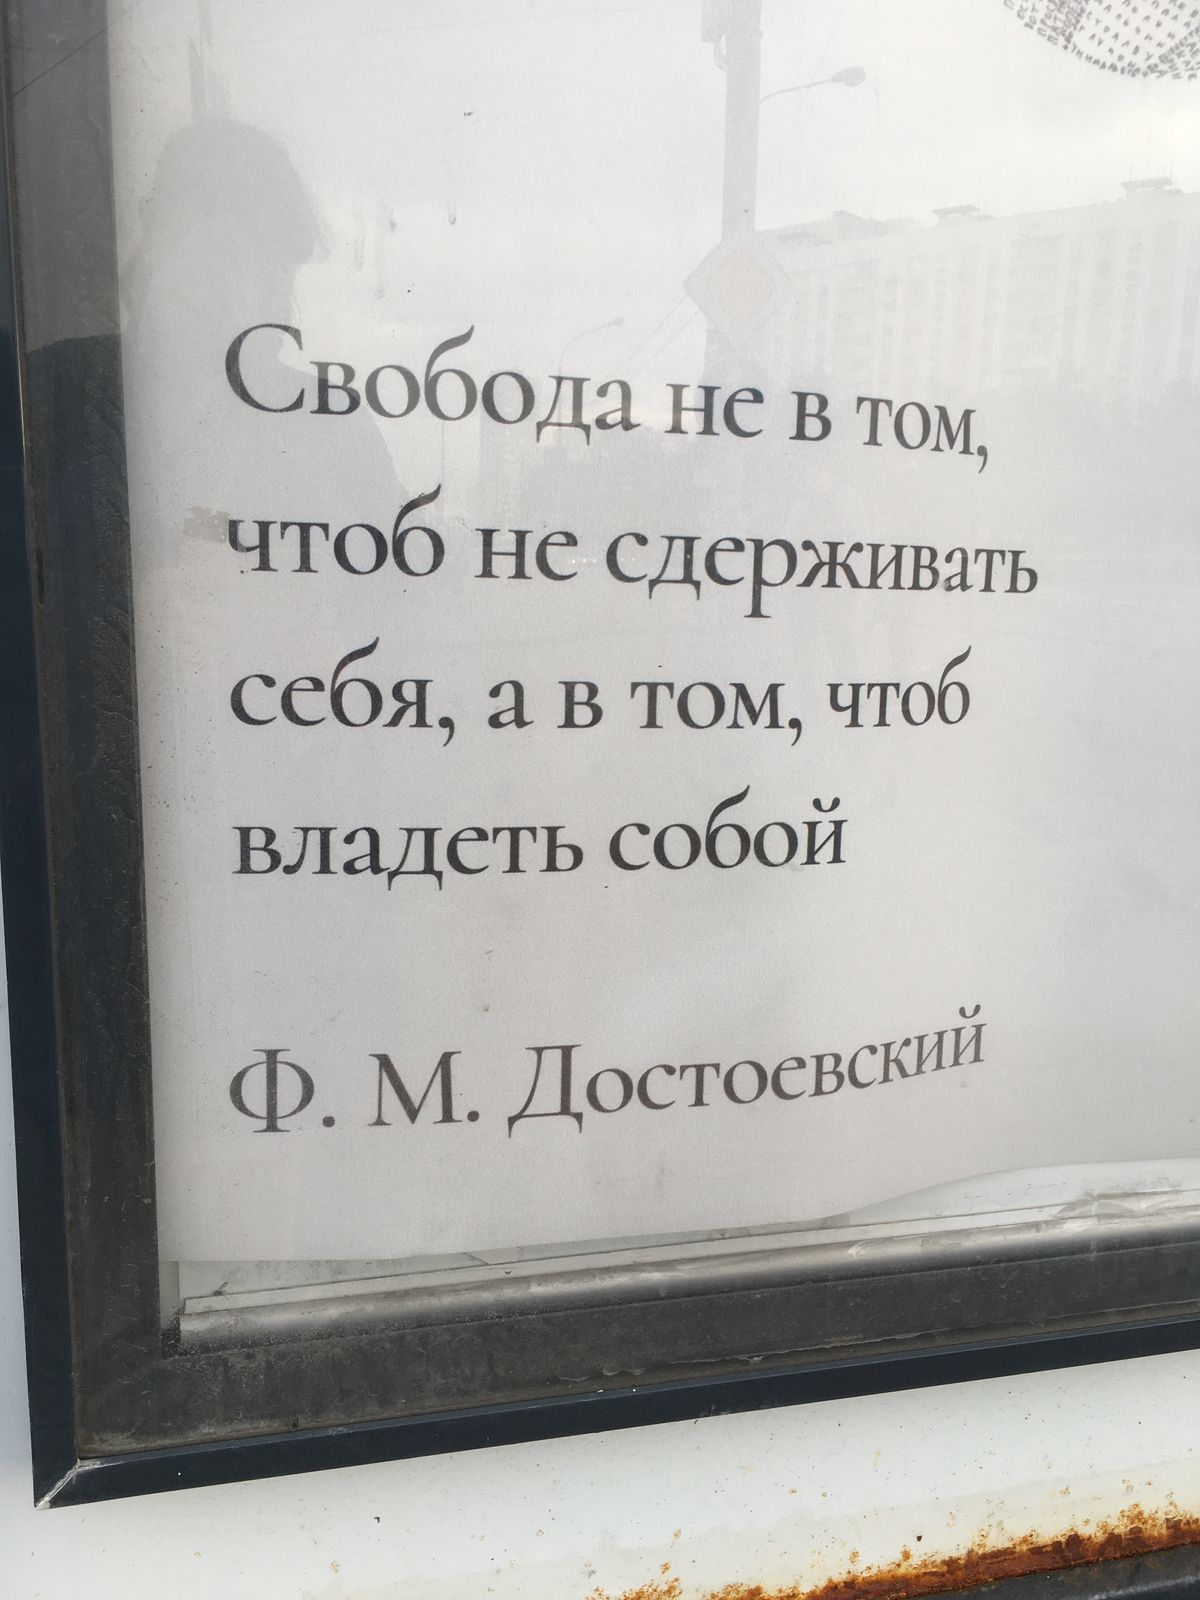 Свобода не в том,
чтоб не сдерживать
себя, а в том, чтоб
владеть собой
Ф. М. Достоевский